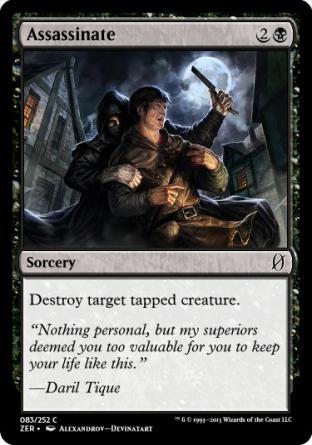 Assassinate 2
Sorcery
Destroy target tapped creature.
“Nothing personal, but my superiors
deemed you too valuable for you to keep
your life like this.”
—Daril Tique
083/252 C
ZER • Alexandrov—Devinatart
™ & © 1993–2013 Wizards of the Coast LLC